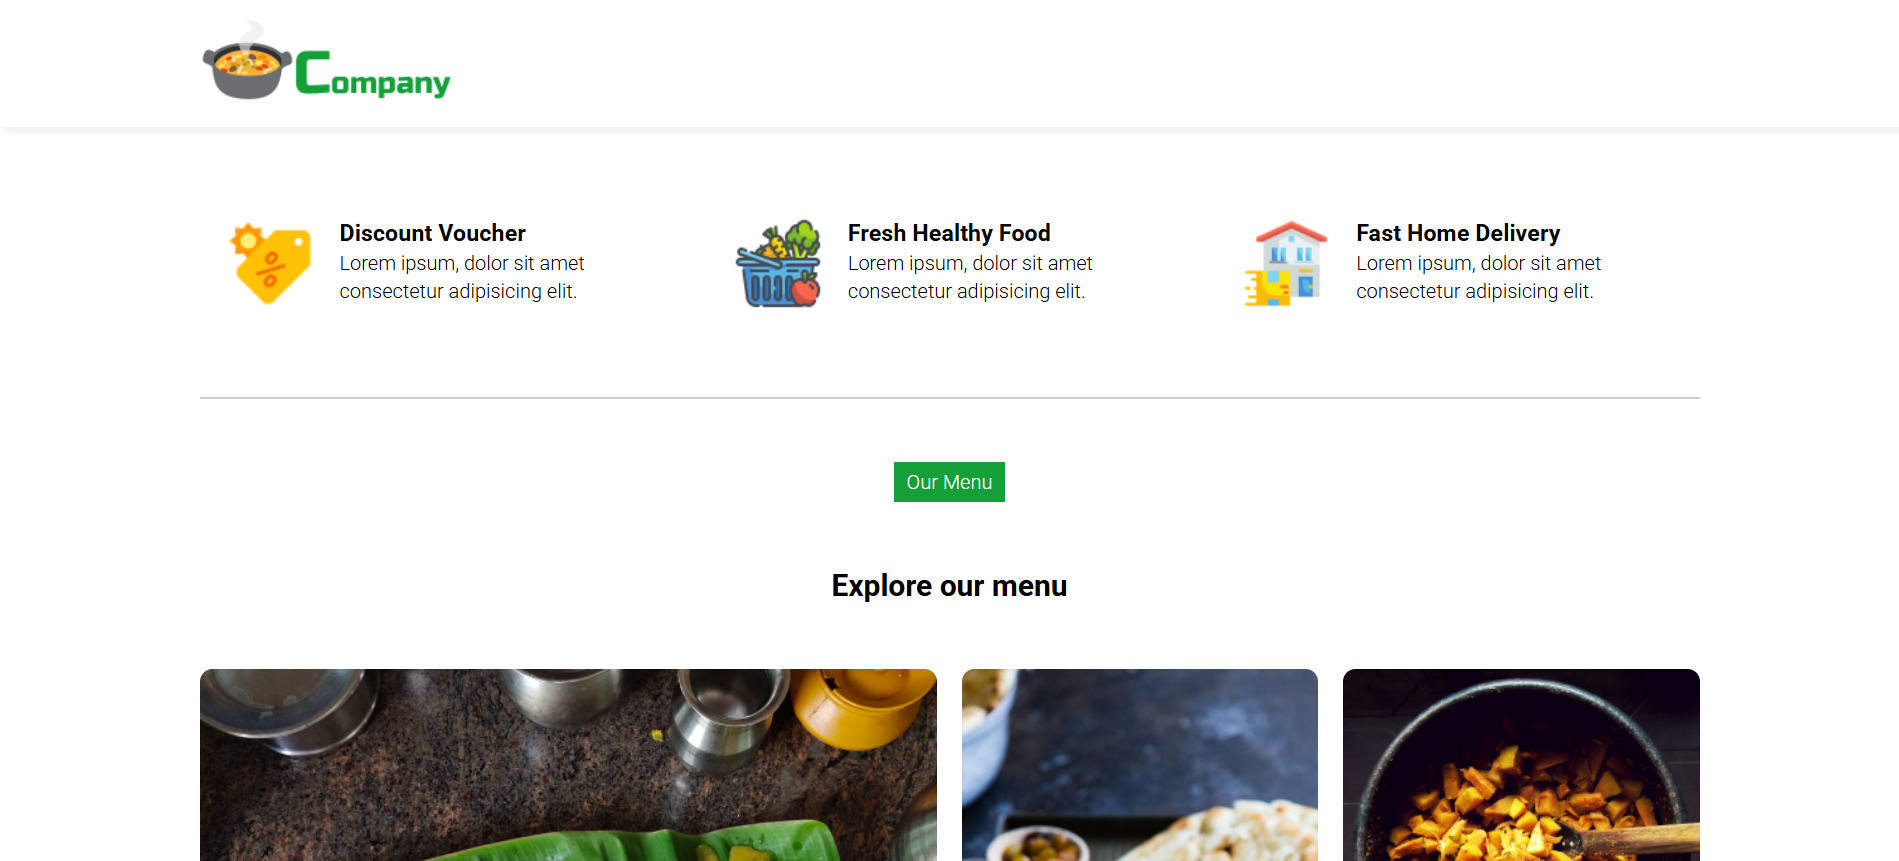 Company
Discount Voucher
Lorem ipsum, dolor sit amet
consectetur adipisicing elit.
Fresh Healthy Food
Lorem ipsum, dolor sit amet
consectetur adipisicing elit.
Fast Home Delivery
Lorem ipsum, dolor sit amet
consectetur adipisicing elit.
Our Menu
Explore our menu